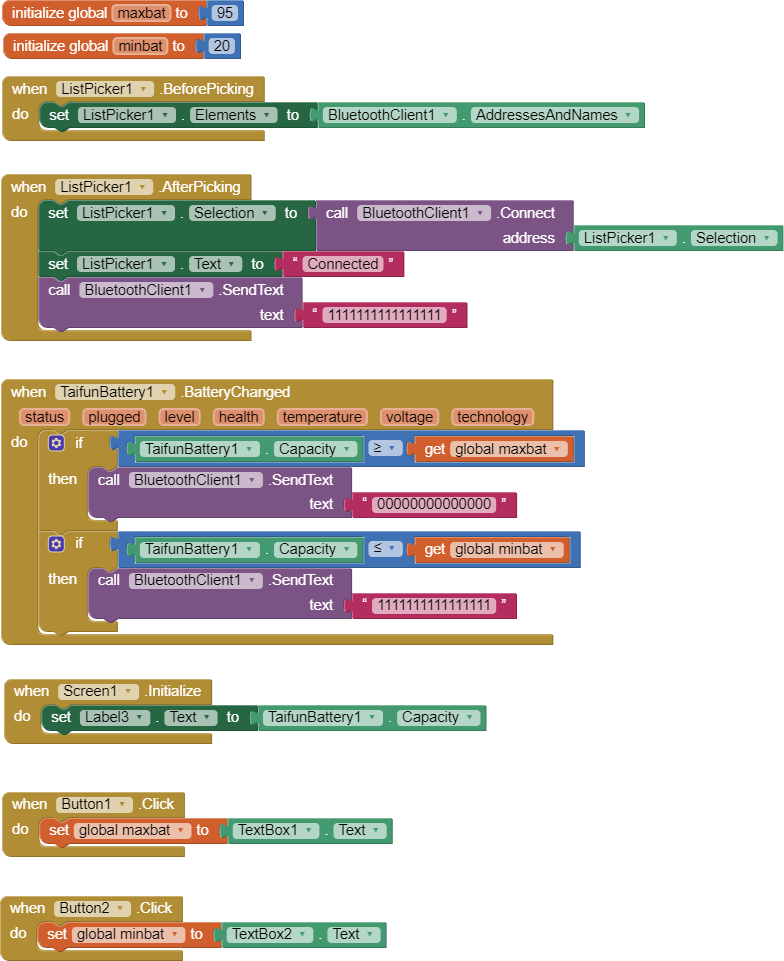 initialize global maxbat to 95
initialize global minbat to 20
when ListPicker1 .BeforePicking
do set ListPicker1 . Elements to BluetoothClient1 . AddressesAndNames
when ListPicker1 .AfterPicking
do set ListPicker1 . Selection to call BluetoothClient1 .Connect
address ListPicker1 . Selection
set ListPicker1 . Text to “ Connected ”
call BluetoothClient1 .SendText
text “ 1111111111111111 ”
when TaifunBattery1 .BatteryChanged
status plugged level health temperature voltage technology
do if TaifunBattery1 . Capacity ≥ get global maxbat
then call BluetoothClient1 .SendText
text “ 00000000000000 ”
if TaifunBattery1 . Capacity ≤ get global minbat
then call BluetoothClient1 .SendText
text “ 1111111111111111 ”
when Screen1 .Initialize
do set Label3 . Text to TaifunBattery1 . Capacity
when Button1 .Click
do set global maxbat to TextBox1 . Text
when Button2 .Click
do set global minbat to TextBox2 . Text